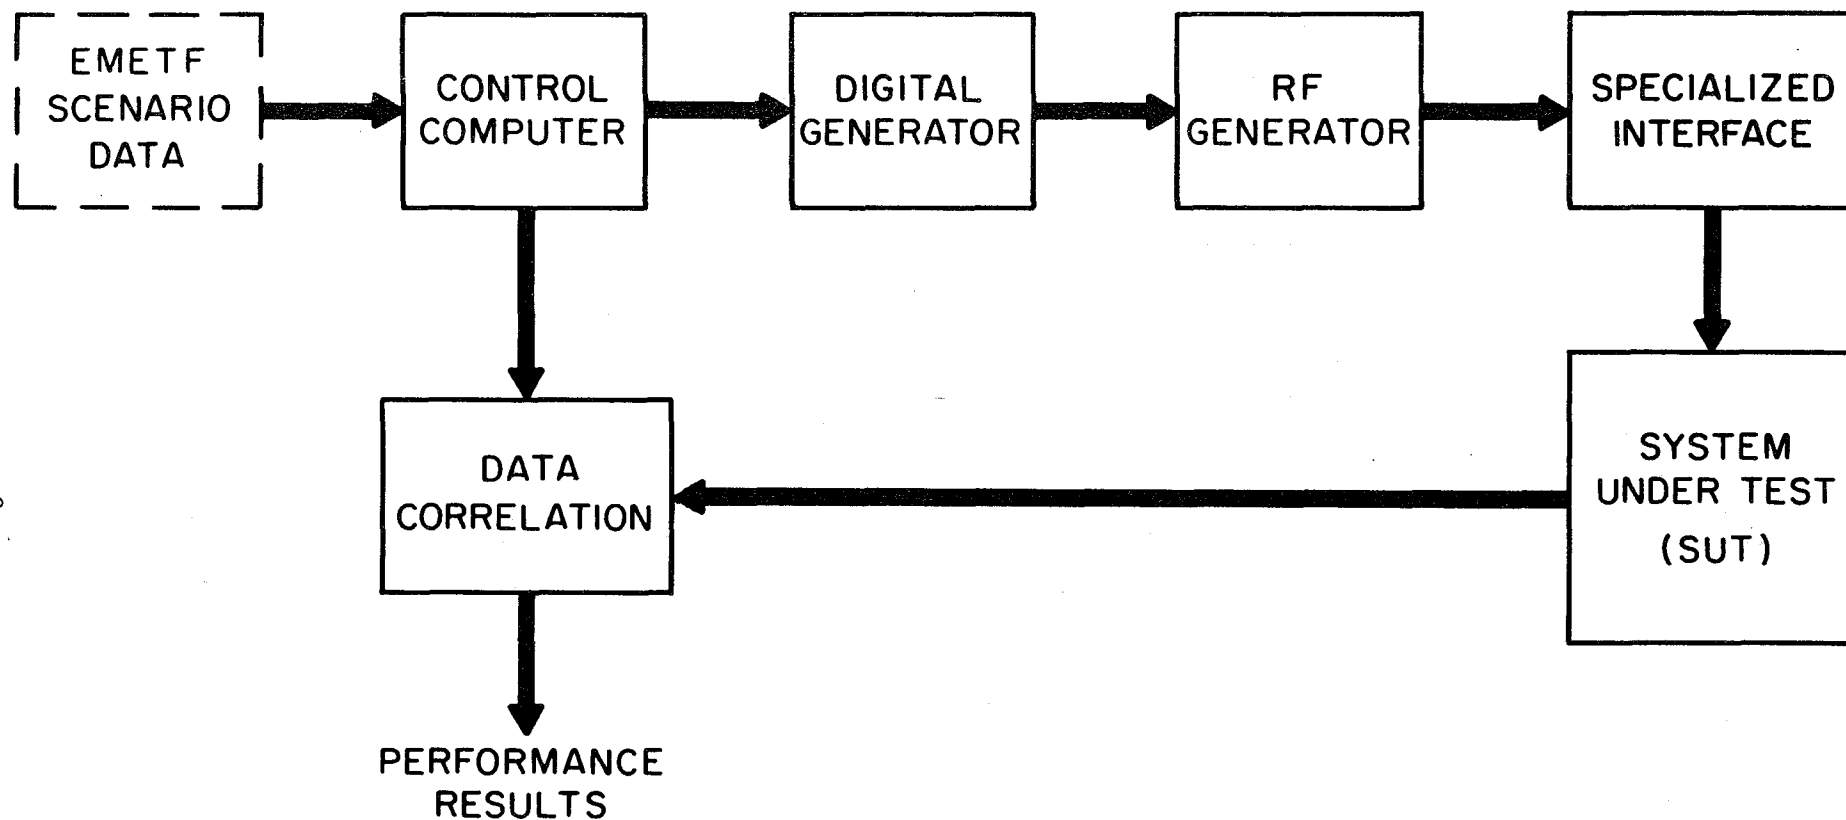 EMETF
SCENARIO
DATA
CONTROL
COMPUTER
DIGITAL
GENERATOR
RF
GENERATOR
SPECIALIZED
INTERFACE
SYSTEM
UNDER TEST
(SUT)
DATA
CORRELATION
PERFORMANCE
RESULTS